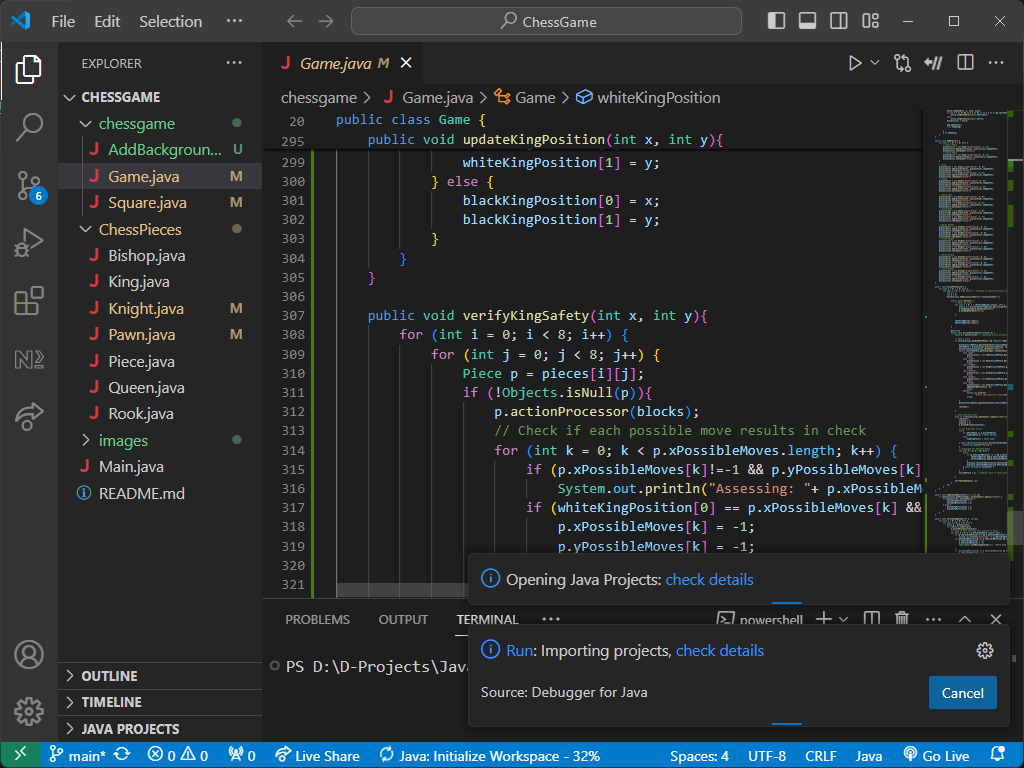 File Edit Selection ··· ChessGame
EXPLORER ···
CHESSGAME
chessgame
AddBackgroun... U
Game.java M
Square.java M
ChessPieces
Bishop.java
King.java
Knight.java M
Pawn.java M
Piece.java
Queen.java
Rook.java
images
Main.java
README.md
OUTLINE
TIMELINE
JAVA PROJECTS
6
J Game.java M
chessgame > J Game.java > Game > whiteKingPosition
20 public class Game {
295 public void updateKingPosition(int x, int y){
299 whiteKingPosition[1] = y;
300 } else {
301 blackKingPosition[0] = x;
302 blackKingPosition[1] = y;
303 }
304 }
305 }
306
307 public void verifyKingSafety(int x, int y){
308 for (int i = 0; i < 8; i++) {
309 for (int j = 0; j < 8; j++) {
310 Piece p = pieces[i][j];
311 if (!Objects.isNull(p)){
312 p.actionProcessor(blocks);
313 // Check if each possible move results in check
314 for (int k = 0; k < p.xPossibleMoves.length; k++) {
315 if (p.xPossibleMoves[k]!=-1 && p.yPossibleMoves[k]
316 System.out.println("Assessing: "+ p.xPossibleM
317 if (whiteKingPosition[0] == p.xPossibleMoves[k] &&
318 p.xPossibleMoves[k] = -1;
319 p.yPossibleMoves[k] = -1;
320
321
Opening Java Projects: check details
PROBLEMS OUTPUT TERMINAL ··· powershell
PS D:\D-Projects\Java
Run: Importing projects, check details
Source: Debugger for Java
Cancel
main* 0 0 0 Live Share Java: Initialize Workspace - 32% Spaces: 4 UTF-8 CRLF Java Go Live